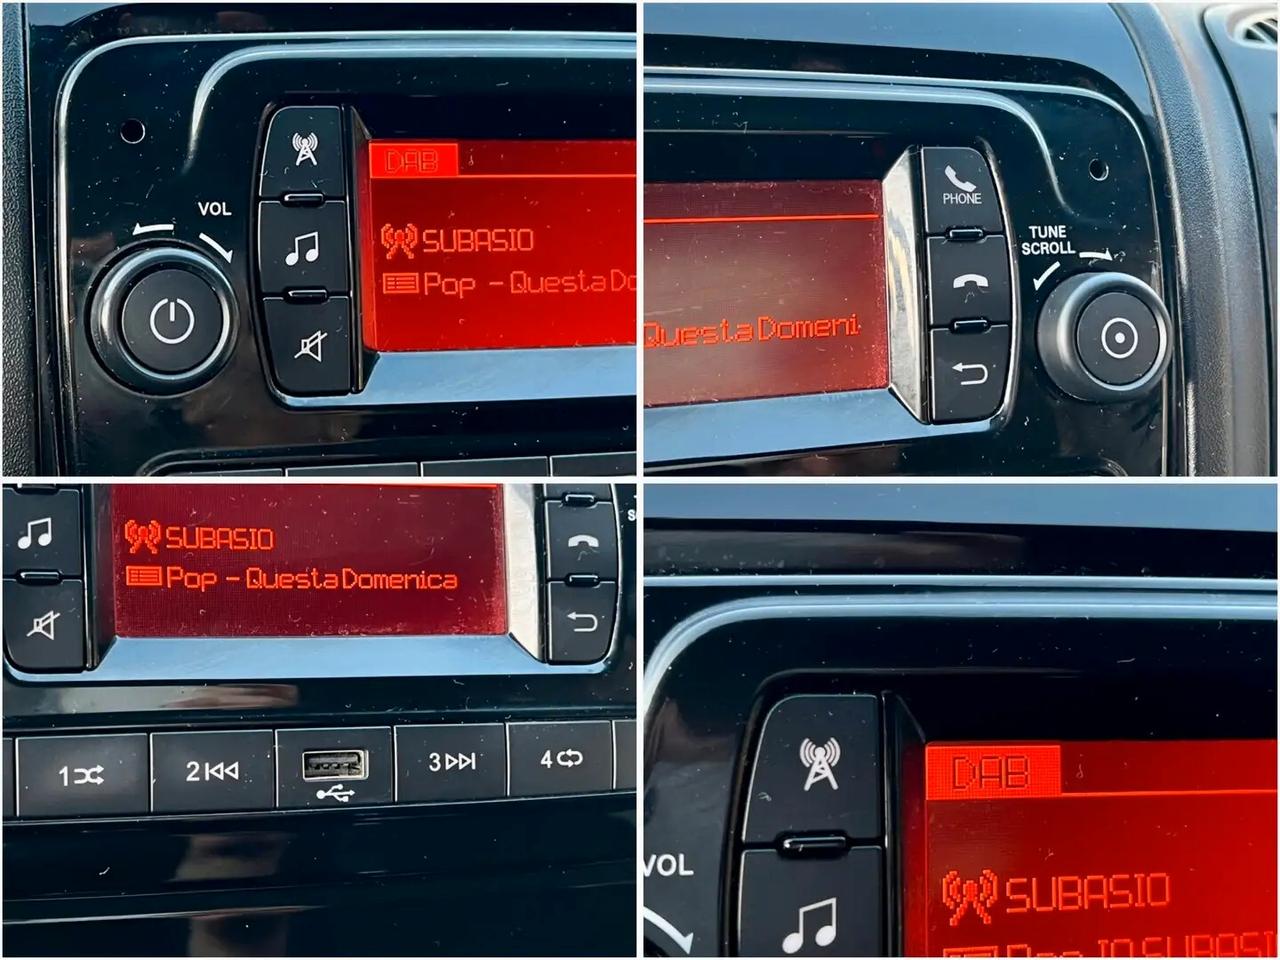 VOL
DAB
SUBASIO
Pop - Questa Do
PHONE
TUNE
SCROLL
Questa Domeni
SUBASIO
Pop - Questa Domenica
1
2
3
4
VOL
DAB
SUBASIO